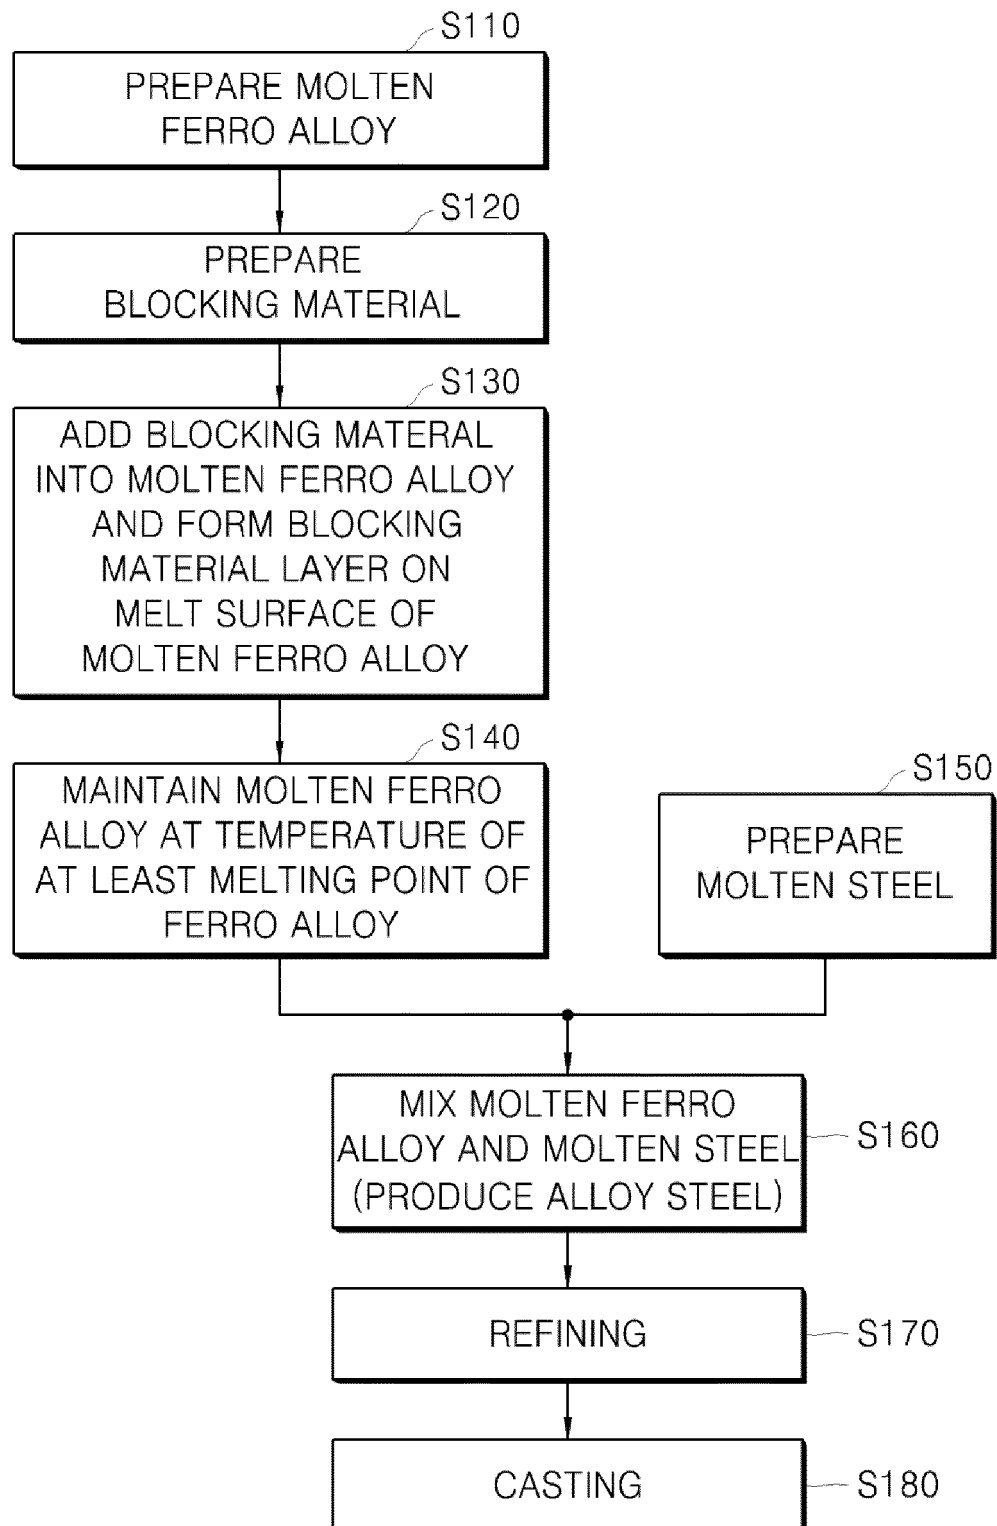 S110
PREPARE MOLTEN
FERRO ALLOY
S120
PREPARE
BLOCKING MATERIAL
S130
ADD BLOCKING MATERAL
INTO MOLTEN FERRO ALLOY
AND FORM BLOCKING
MATERIAL LAYER ON
MELT SURFACE OF
MOLTEN FERRO ALLOY
S140
MAINTAIN MOLTEN FERRO
ALLOY AT TEMPERATURE OF
AT LEAST MELTING POINT OF
FERRO ALLOY
S150
PREPARE
MOLTEN STEEL
MIX MOLTEN FERRO
ALLOY AND MOLTEN STEEL
(PRODUCE ALLOY STEEL)
S160
REFINING
S170
CASTING
S180